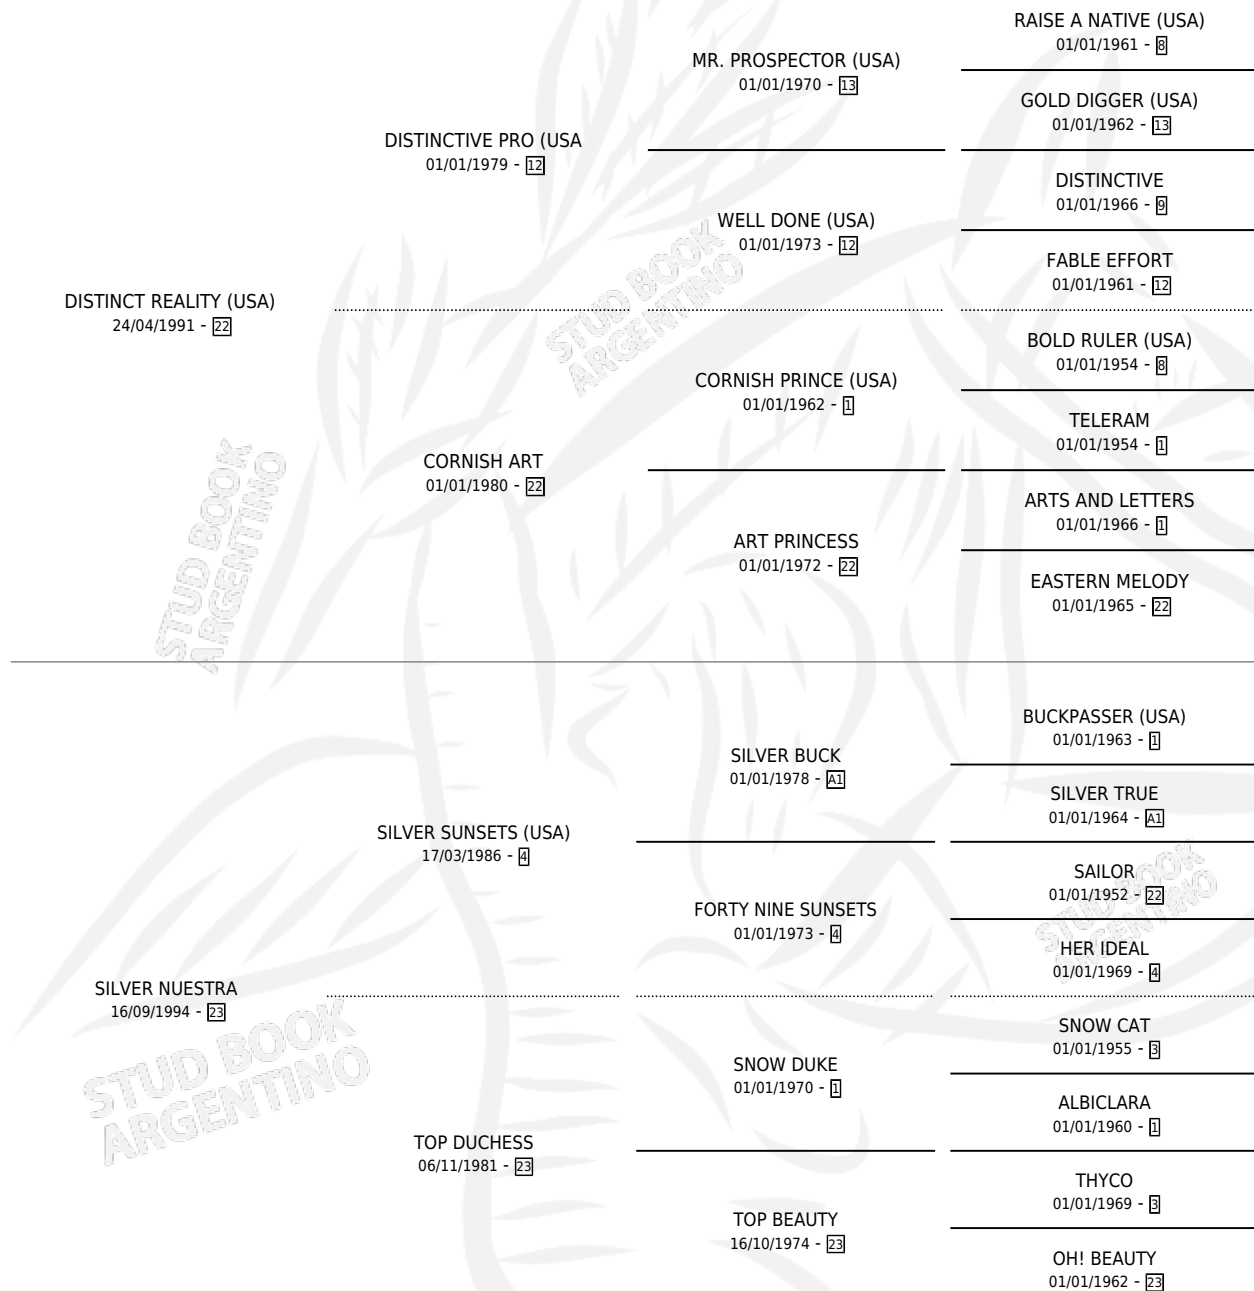 RAISE A NATIVE (USA)
01/01/1961 - 8
MR. PROSPECTOR (USA)
01/01/1970 - 13
GOLD DIGGER (USA)
01/01/1962 - 13
DISTINCTIVE PRO (USA
01/01/1979 - 12
DISTINCTIVE
01/01/1966 - 9
WELL DONE (USA)
01/01/1973 - 12
FABLE EFFORT
01/01/1961 - 12
DISTINCT REALITY (USA)
24/04/1991 - 22
BOLD RULER (USA)
01/01/1954 - 8
CORNISH PRINCE (USA)
01/01/1962 - 1
TELERAM
01/01/1954 - 1
CORNISH ART
01/01/1980 - 22
ARTS AND LETTERS
01/01/1966 - 1
ART PRINCESS
01/01/1972 - 22
EASTERN MELODY
01/01/1965 - 22
BUCKPASSER (USA)
01/01/1963 - 1
SILVER BUCK
01/01/1978 - A1
SILVER TRUE
01/01/1964 - A1
SILVER SUNSETS (USA)
17/03/1986 - 4
SAILOR
01/01/1952 - 22
FORTY NINE SUNSETS
01/01/1973 - 4
HER IDEAL
01/01/1969 - 4
SILVER NUESTRA
16/09/1994 - 23
SNOW CAT
01/01/1955 - 3
SNOW DUKE
01/01/1970 - 1
ALBICLARA
01/01/1960 - 1
TOP DUCHESS
06/11/1981 - 23
THYCO
01/01/1969 - 3
TOP BEAUTY
16/10/1974 - 23
OH! BEAUTY
01/01/1962 - 23
STUD BOOK
ARGENTINO
STUD BOOK
ARGENTINO
STUD BOOK
ARGENTINO
STUD BOOK
ARGENTINO